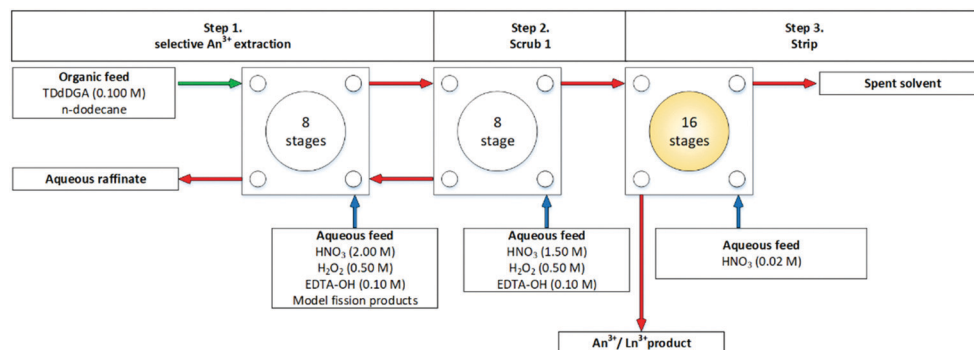 Step 1.
selective An³⁺ extraction
Step 2.
Scrub 1
Step 3.
Strip
Organic feed
TDdDGA (0.100 M)
n-dodecane
8
stages
8
stage
16
stages
Spent solvent
Aqueous raffinate
Aqueous feed
HNO₃ (2.00 M)
H₂O₂ (0.50 M)
EDTA-OH (0.10 M)
Model fission products
Aqueous feed
HNO₃ (1.50 M)
H₂O₂ (0.50 M)
EDTA-OH (0.10 M)
Aqueous feed
HNO₃ (0.02 M)
An³⁺/ Ln³⁺product